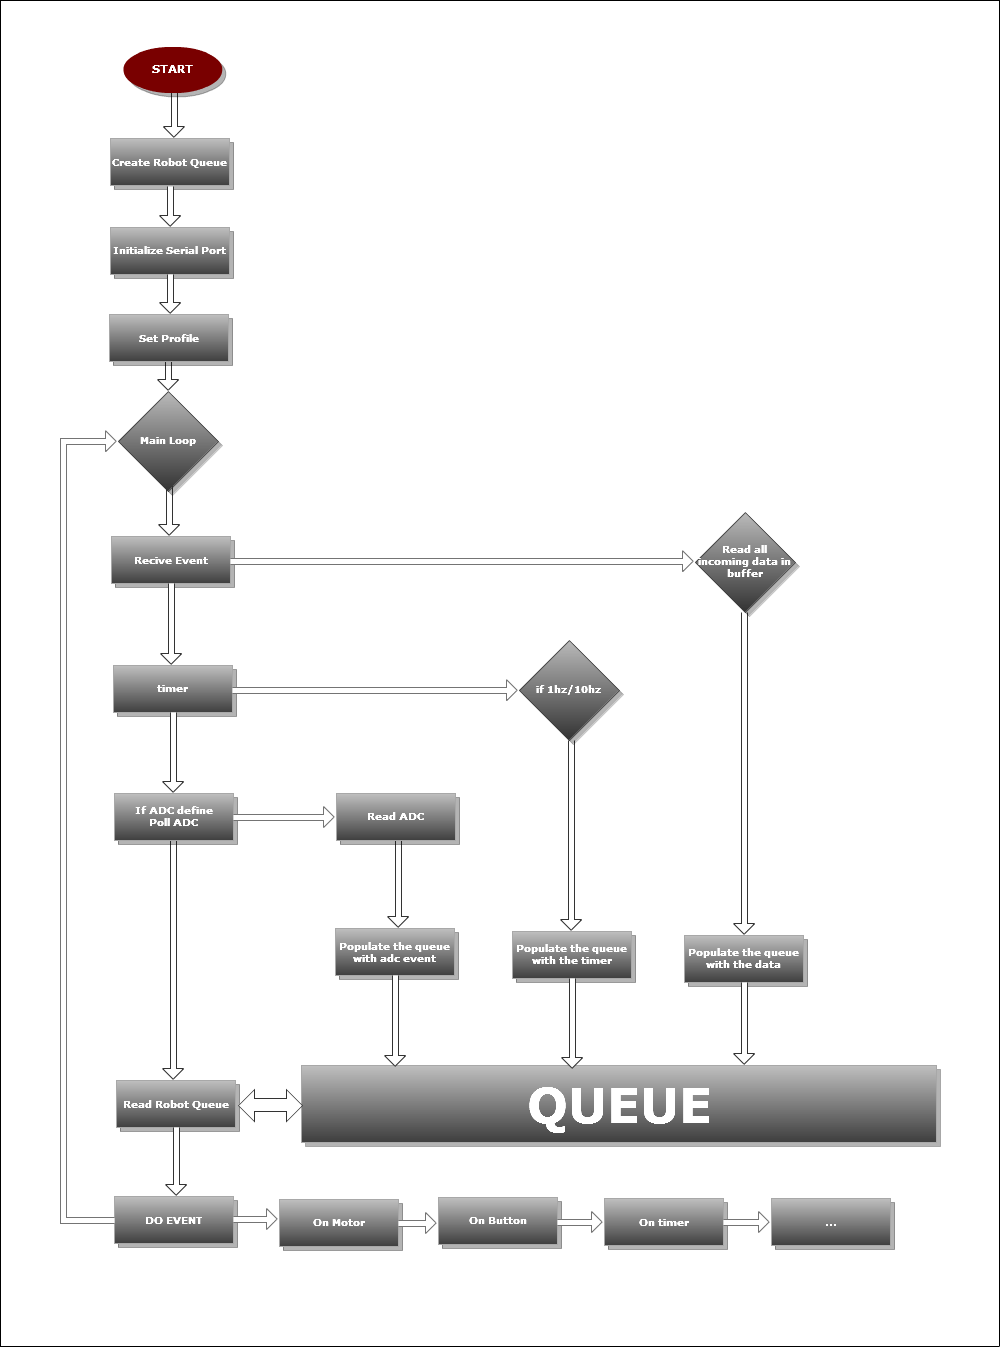 START
Create Robot Queue
Initialize Serial Port
Set Profile
Main Loop
Recive Event
Read all
incoming data in
buffer
timer
if 1hz/10hz
If ADC define
Poll ADC
Read ADC
Populate the queue
with adc event
Populate the queue
with the timer
Populate the queue
with the data
Read Robot Queue
QUEUE
DO EVENT
On Motor
On Button
On timer
...